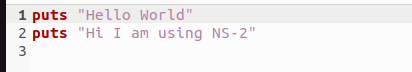 1 puts "Hello World"
2 puts "Hi I am using NS-2"
3